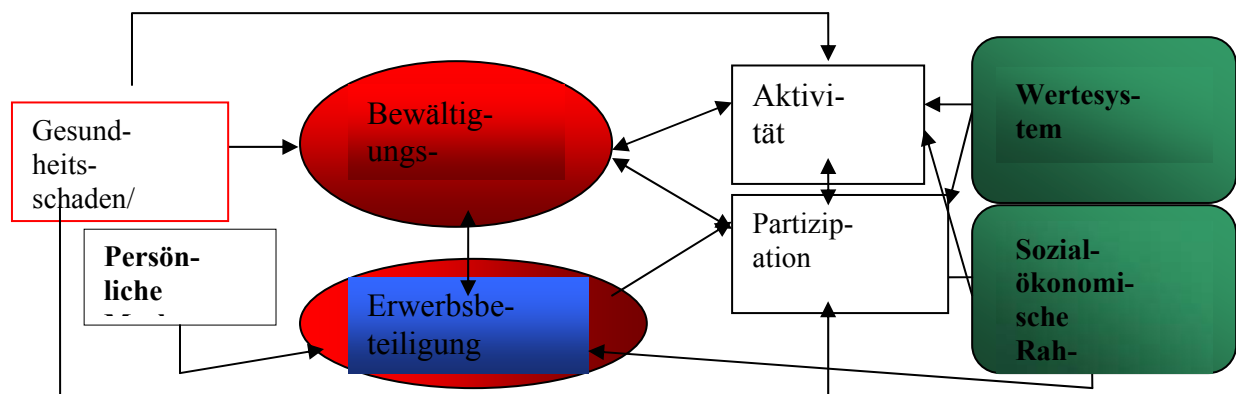 Gesund-
heits-
schaden/
Persön-
liche
Bewältig-
ungs-
Erwerbsbe-
teiligung
Aktivi-
tät
Partizip-
ation
Wertesys-
tem
Sozial-
ökonomi-
sche
Rah-